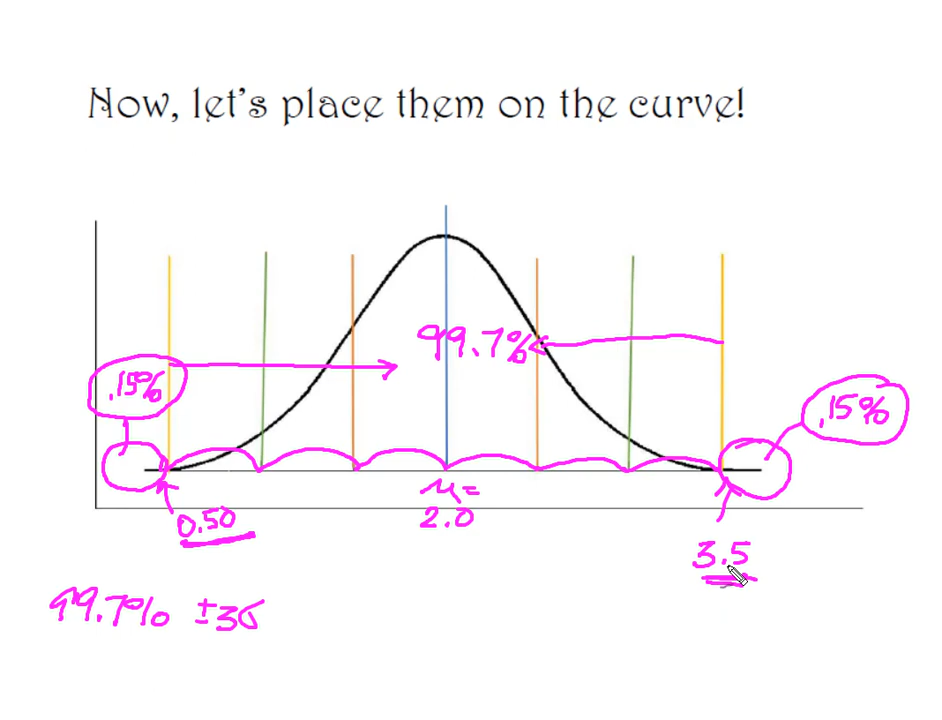 Now, let's place them on the curve!
99.7%
.15%
.15%
μ=
2.0
0.50
3.5
99.7% ±3σ